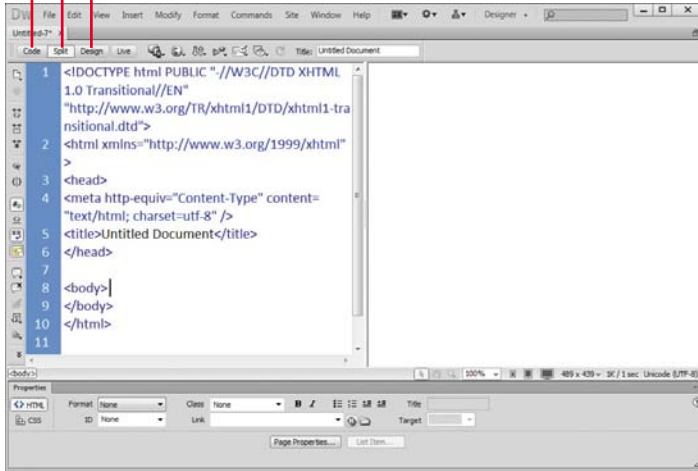 DW File Edit View Insert Modify Format Commands Site Window Help Designer
Untitled-7* x
Code Split Design Live Title: Untitled Document
1 <!DOCTYPE html PUBLIC "-//W3C//DTD XHTML
1.0 Transitional//EN"
"http://www.w3.org/TR/xhtml1/DTD/xhtml1-tra
nsitional.dtd">
2 <html xmlns="http://www.w3.org/1999/xhtml"
>
3 <head>
4 <meta http-equiv="Content-Type" content=
"text/html; charset=utf-8" />
5 <title>Untitled Document</title>
6 </head>
7
8 <body>
9 </body>
10 </html>
11
<body> 100% 489 x 439 1K / 1 sec Unicode (UTF-8)
Properties
<> HTML Format None Class None B I Title
CSS ID None Link Target
Page Properties... List Item...